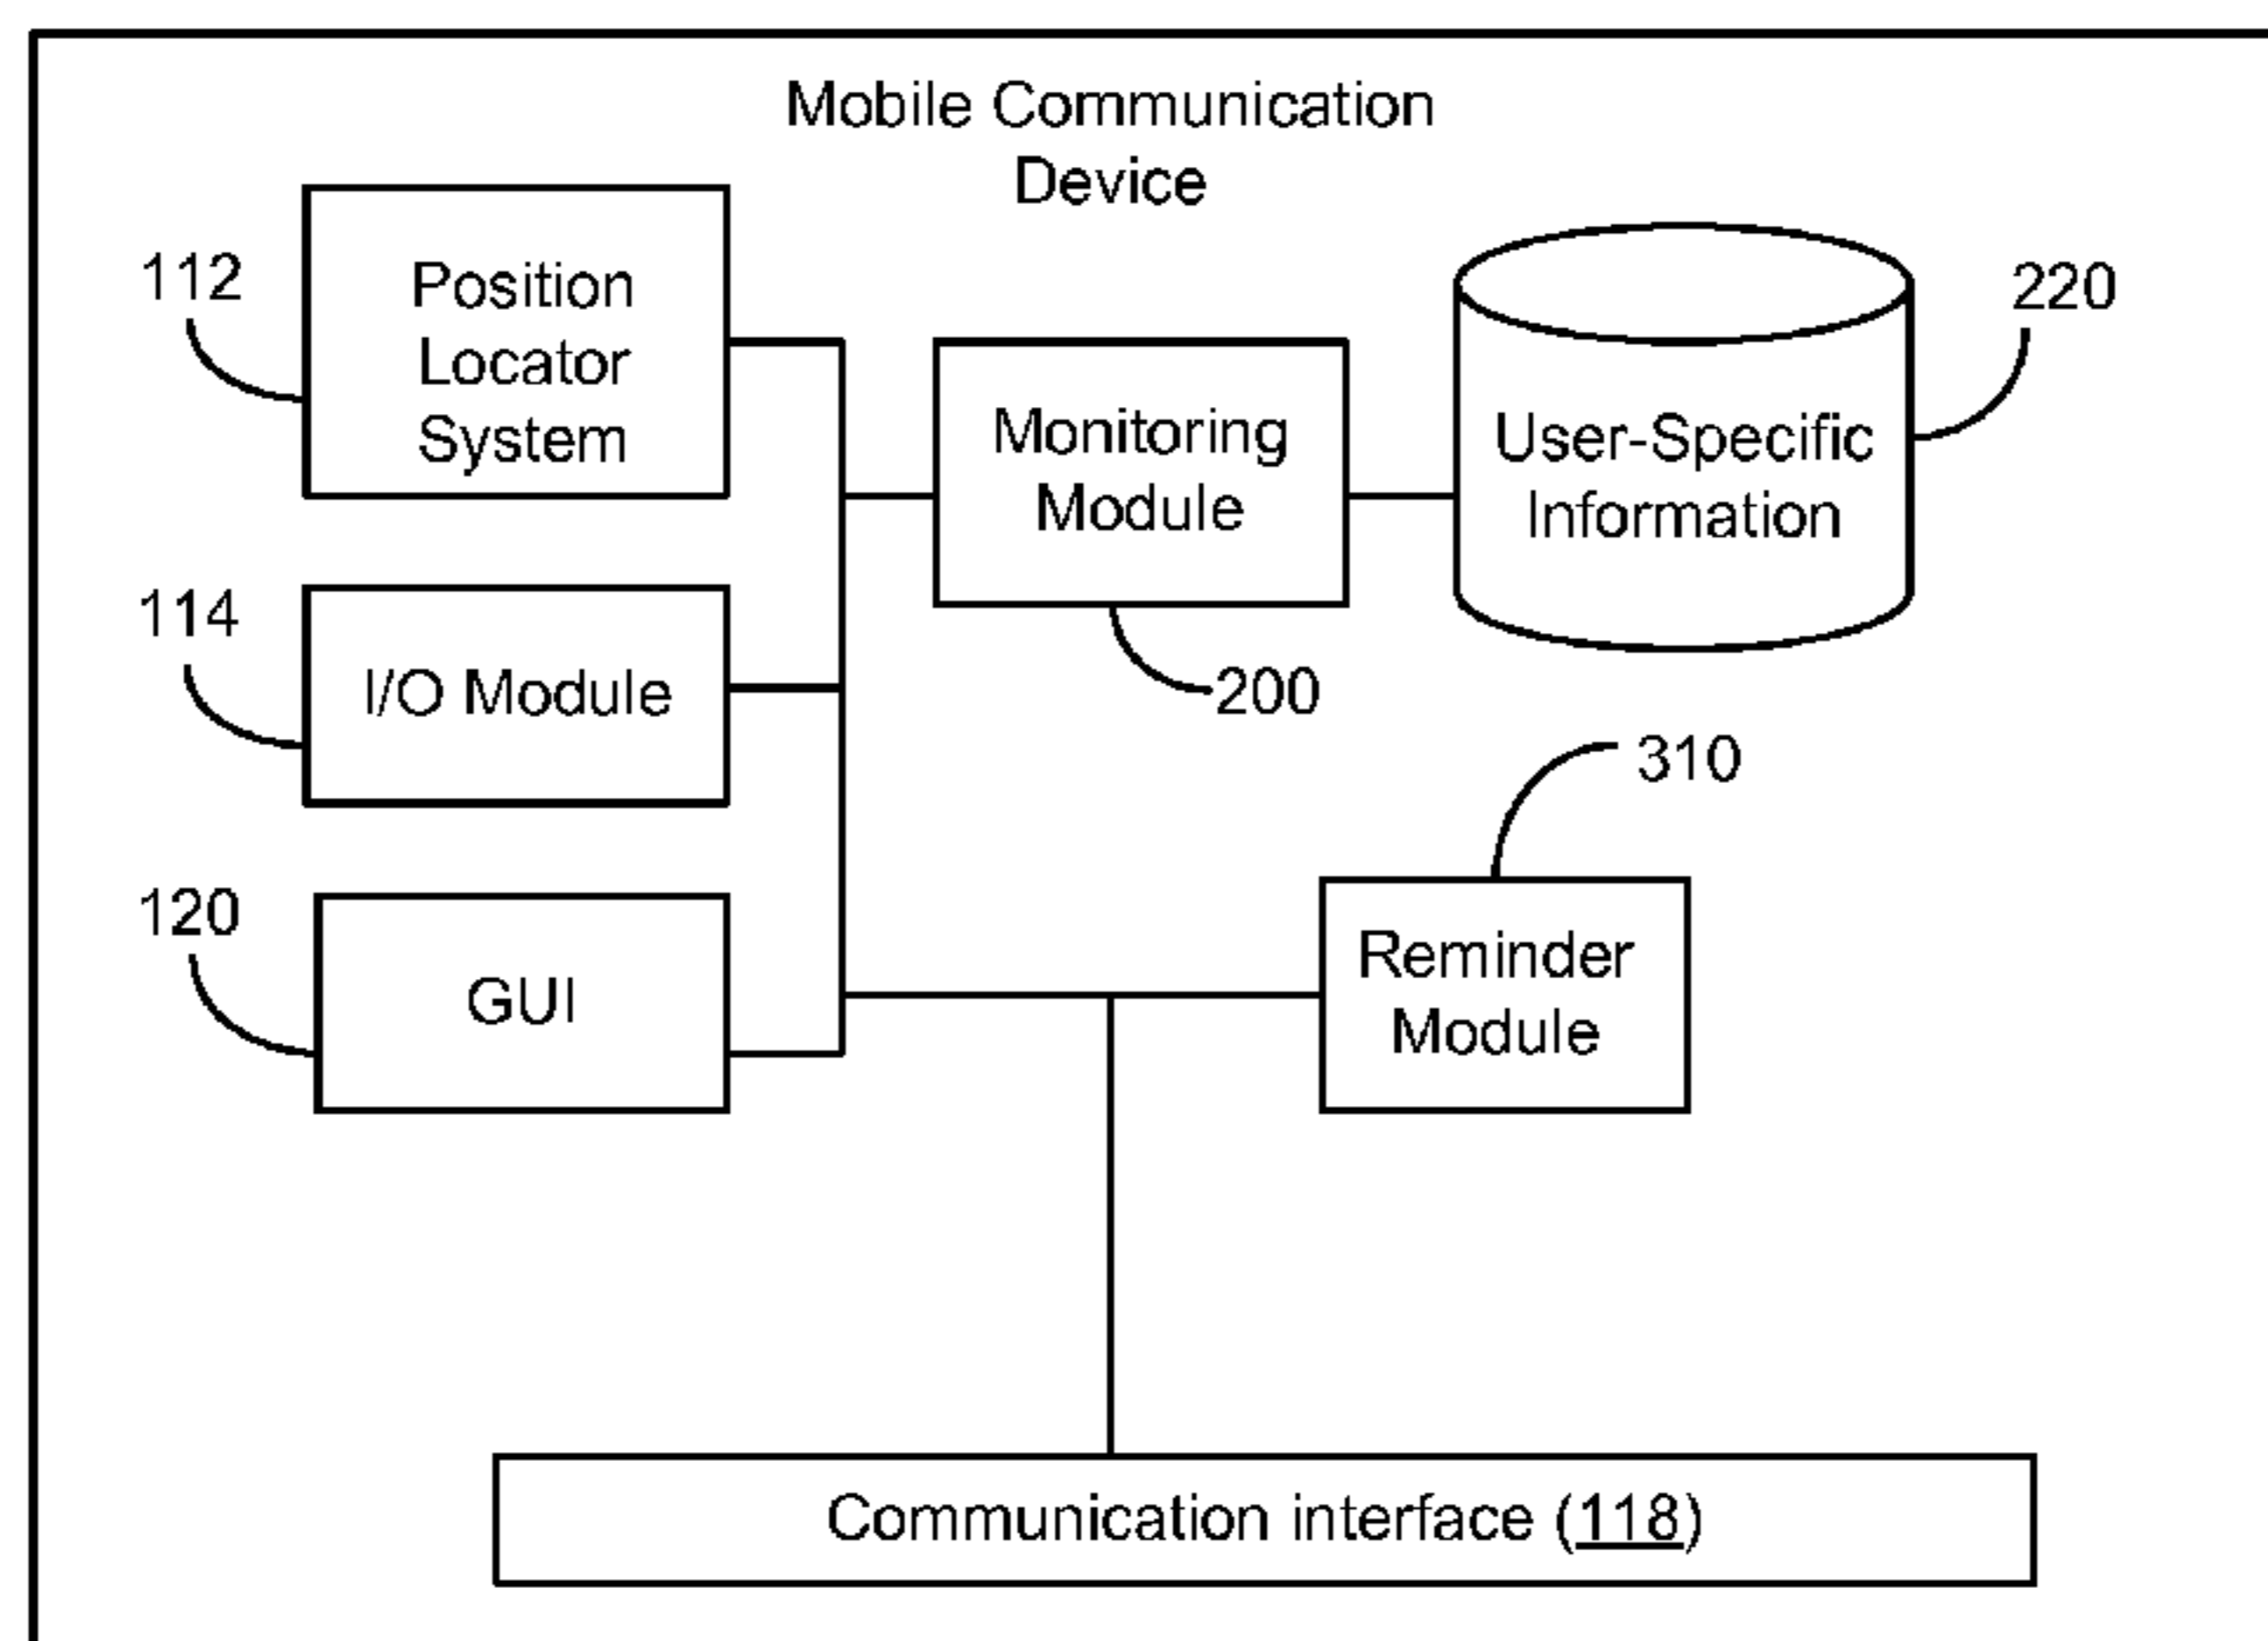 Mobile Communication
Device
112
Position
Locator
System
Monitoring
Module
200
User-Specific
Information
220
114
I/O Module
310
Reminder
Module
120
GUI
Communication interface (118)